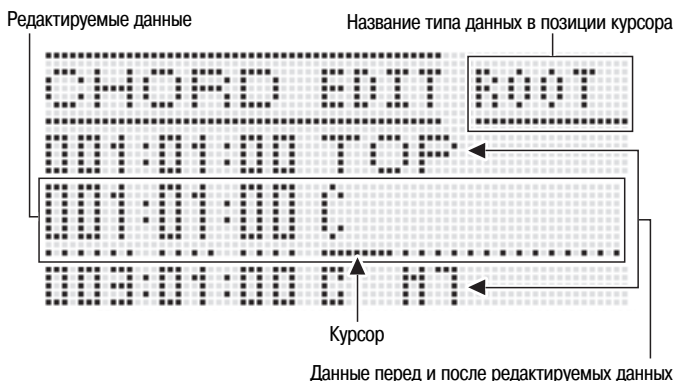 Редактируемые данные
Название типа данных в позиции курсора
CHORD EDIT ROOT
001:01:00 TOP
001:01:00 C
003:01:00 C M7
Курсор
Данные перед и после редактируемых данных